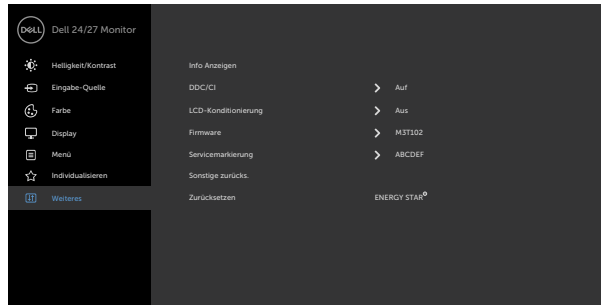 DELL Dell 24/27 Monitor
Helligkeit/Kontrast Info Anzeigen
Eingabe-Quelle DDC/CI Auf
Farbe LCD-Konditionierung Aus
Display Firmware M3T102
Menü Servicemarkierung ABCDEF
Individualisieren Sonstige zurücks.
Weiteres Zurücksetzen ENERGY STAR®